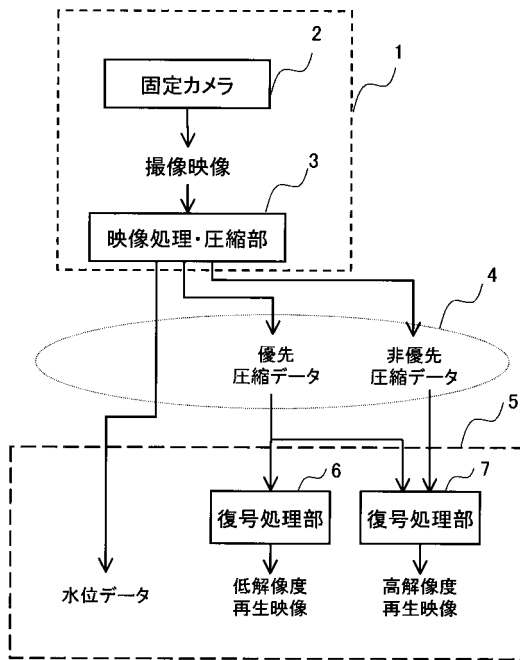 2
1
固定カメラ
撮像映像
3
映像処理・圧縮部
4
優先
圧縮データ
非優先
圧縮データ
5
6
7
復号処理部
復号処理部
水位データ
低解像度
再生映像
高解像度
再生映像